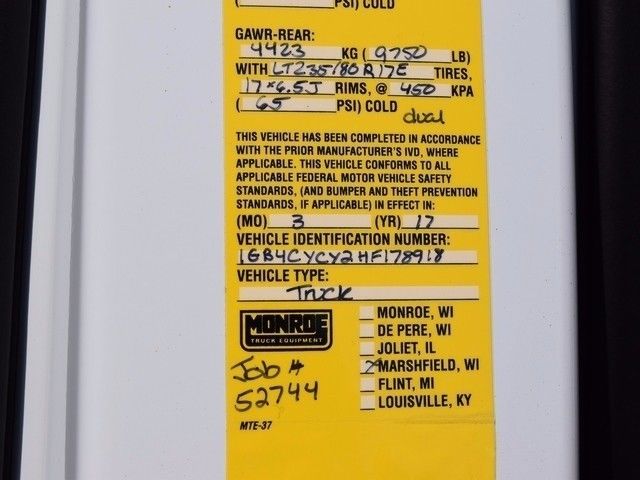 ( PSI) COLD
GAWR-REAR:
4423 KG ( 9750 LB)
WITH LT235/80 R17E TIRES,
17*6.5J RIMS, @ 450 KPA
( 65 PSI) COLD
dual
THIS VEHICLE HAS BEEN COMPLETED IN ACCORDANCE
WITH THE PRIOR MANUFACTURER'S IVD, WHERE
APPLICABLE. THIS VEHICLE CONFORMS TO ALL
APPLICABLE FEDERAL MOTOR VEHICLE SAFETY
STANDARDS, (AND BUMPER AND THEFT PREVENTION
STANDARDS, IF APPLICABLE) IN EFFECT IN:
(MO) 3 (YR) 17
VEHICLE IDENTIFICATION NUMBER:
1GB4CYCY2HF178918
VEHICLE TYPE:
Truck
MONROE
TRUCK EQUIPMENT
MONROE, WI
DE PERE, WI
JOLIET, IL
MARSHFIELD, WI
FLINT, MI
LOUISVILLE, KY
Job #
52744
MTE-37